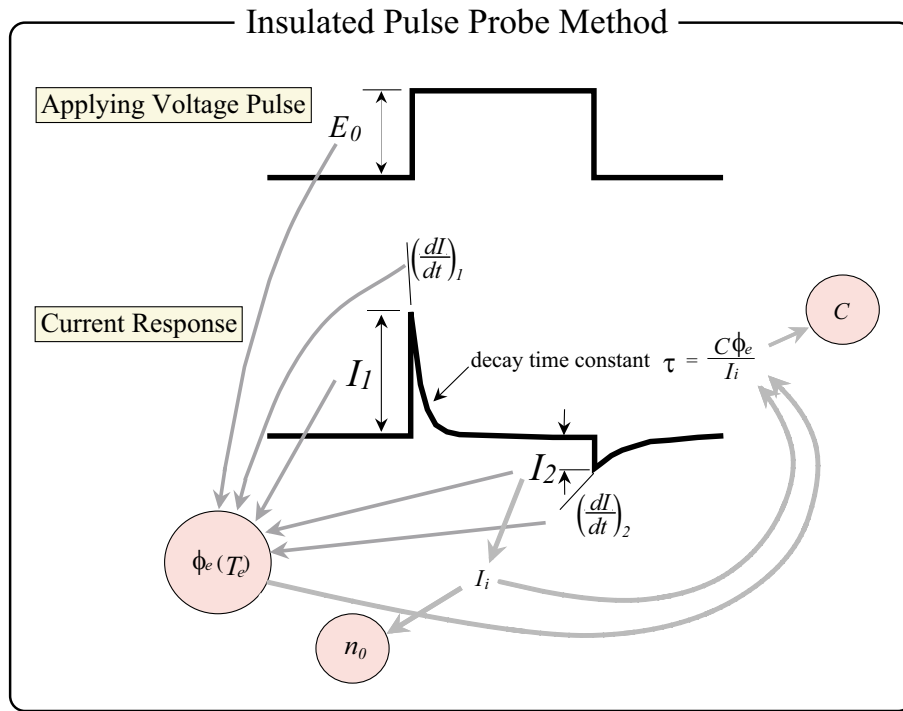 Insulated Pulse Probe Method
Applying Voltage Pulse
E0
(dI/dt)1
Current Response
C
I1
decay time constant τ = Cϕe/Ii
I2
(dI/dt)2
ϕe (Te)
Ii
n0